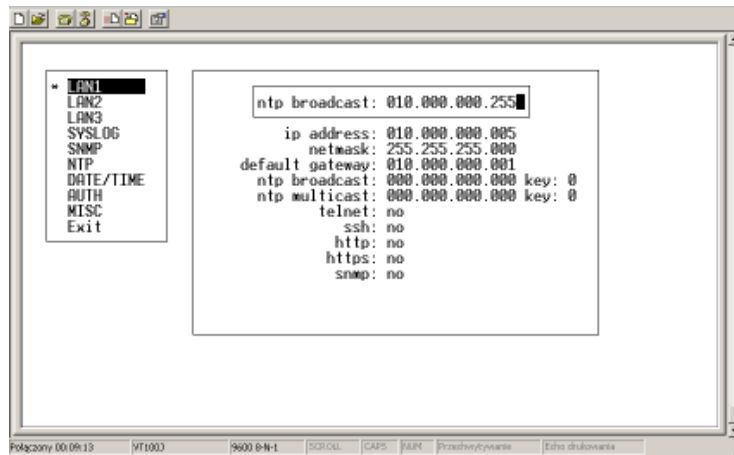 * LAN1
LAN2
LAN3
SYSLOG
SNMP
NTP
DATE/TIME
AUTH
MISC
Exit
ntp broadcast: 010.000.000.255
ip address: 010.000.000.005
netmask: 255.255.255.000
default gateway: 010.000.000.001
ntp broadcast: 000.000.000.000 key: 0
ntp multicast: 000.000.000.000 key: 0
telnet: no
ssh: no
http: no
https: no
snmp: no
Połączony 00:09:13 VT100J 9600 8-N-1 SCROLL CAPS NUM Przechwytywanie Echo drukowania